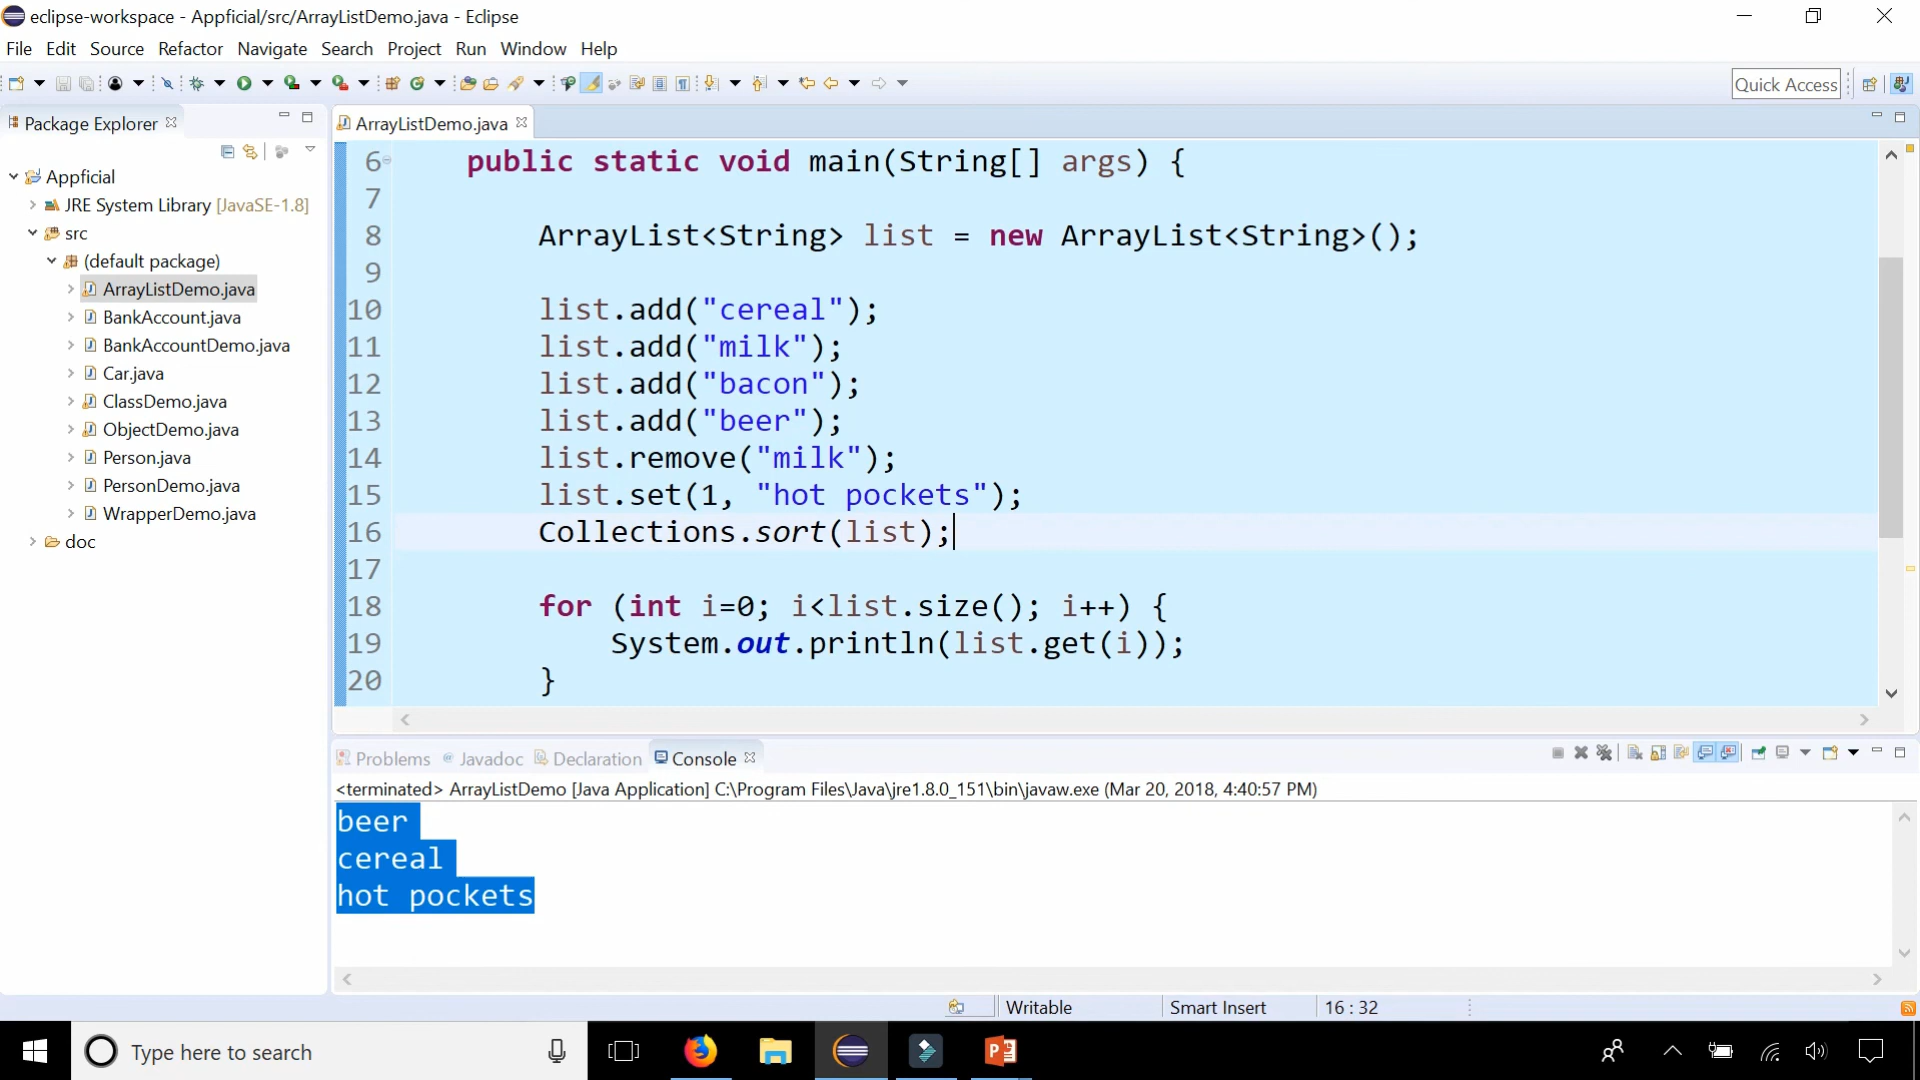 eclipse-workspace - Appficial/src/ArrayListDemo.java - Eclipse
File Edit Source Refactor Navigate Search Project Run Window Help
Quick Access
Package Explorer
Appficial
JRE System Library [JavaSE-1.8]
src
(default package)
ArrayListDemo.java
BankAccount.java
BankAccountDemo.java
Car.java
ClassDemo.java
ObjectDemo.java
Person.java
PersonDemo.java
WrapperDemo.java
doc
ArrayListDemo.java
6 public static void main(String[] args) {
7
8 ArrayList<String> list = new ArrayList<String>();
9
10 list.add("cereal");
11 list.add("milk");
12 list.add("bacon");
13 list.add("beer");
14 list.remove("milk");
15 list.set(1, "hot pockets");
16 Collections.sort(list);
17
18 for (int i=0; i<list.size(); i++) {
19 System.out.println(list.get(i));
20 }
Problems Javadoc Declaration Console
<terminated> ArrayListDemo [Java Application] C:\Program Files\Java\jre1.8.0_151\bin\javaw.exe (Mar 20, 2018, 4:40:57 PM)
beer
cereal
hot pockets
Writable Smart Insert 16 : 32
Type here to search